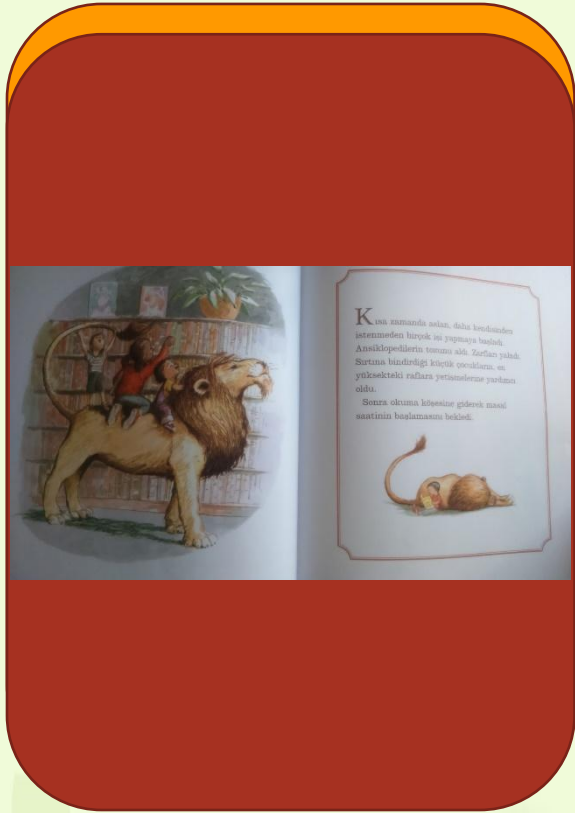 Kısa zamanda aslan, daha kendisinden
istenmeden birçok işi yapmaya başladı.
Ansiklopedilerin tozunu aldı. Zarfları yaladı.
Sırtına bindirdiği küçük çocukların, en
yüksekteki raflara yetişmelerine yardımcı
oldu.
Sonra okuma köşesine giderek masal
saatinin başlamasını bekledi.